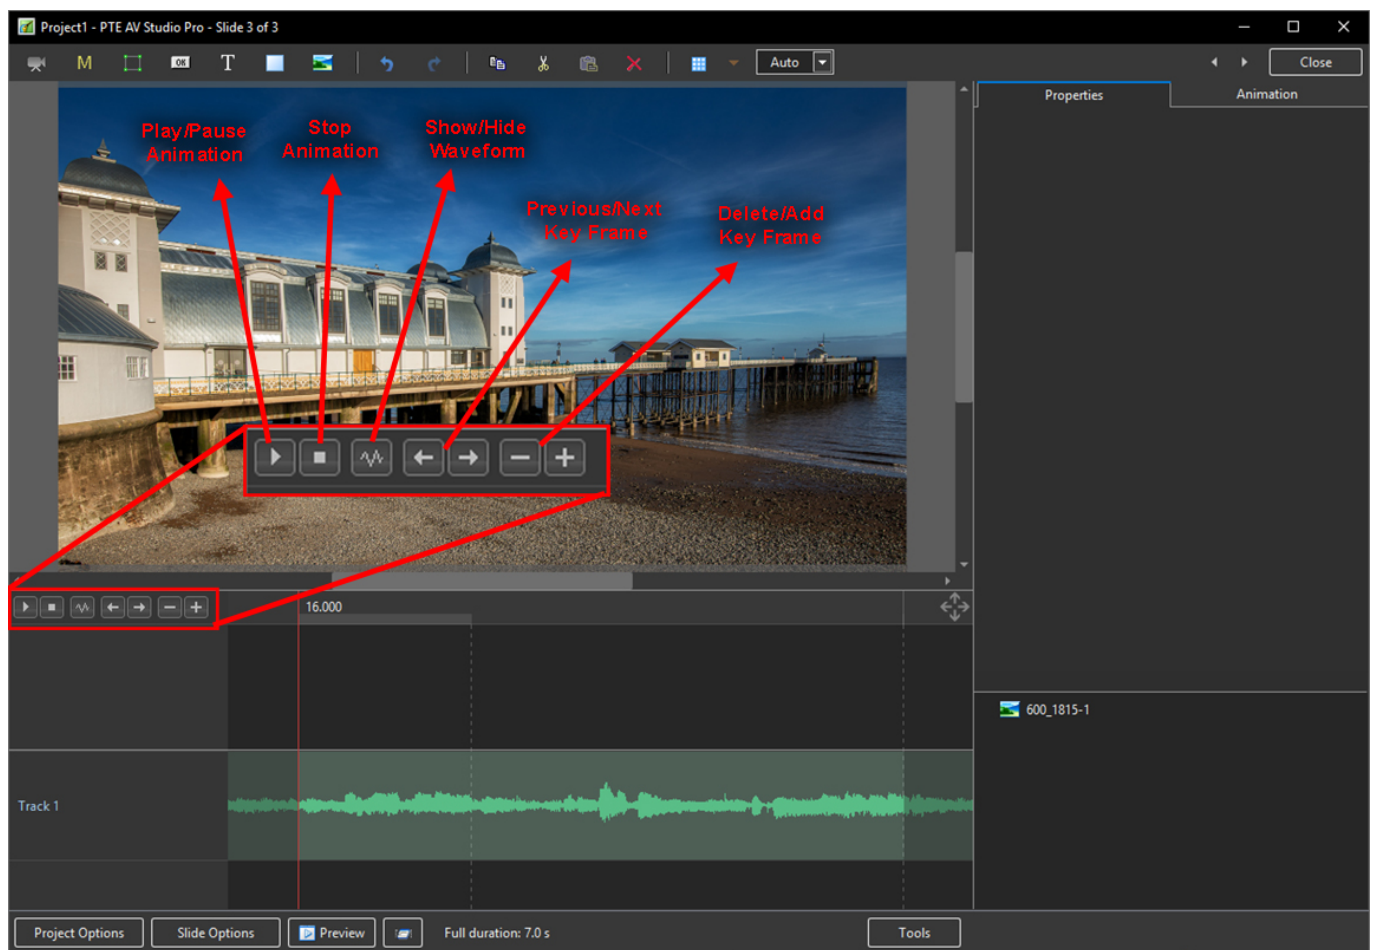 Project1 - PTE AV Studio Pro - Slide 3 of 3
M
OK
T
Auto
Close
Properties
Animation
Play/Pause
Animation
Stop
Animation
Show/Hide
Waveform
Previous/Next
Key Frame
Delete/Add
Key Frame
16.000
600_1815-1
Track 1
Project Options
Slide Options
Preview
Full duration: 7.0 s
Tools